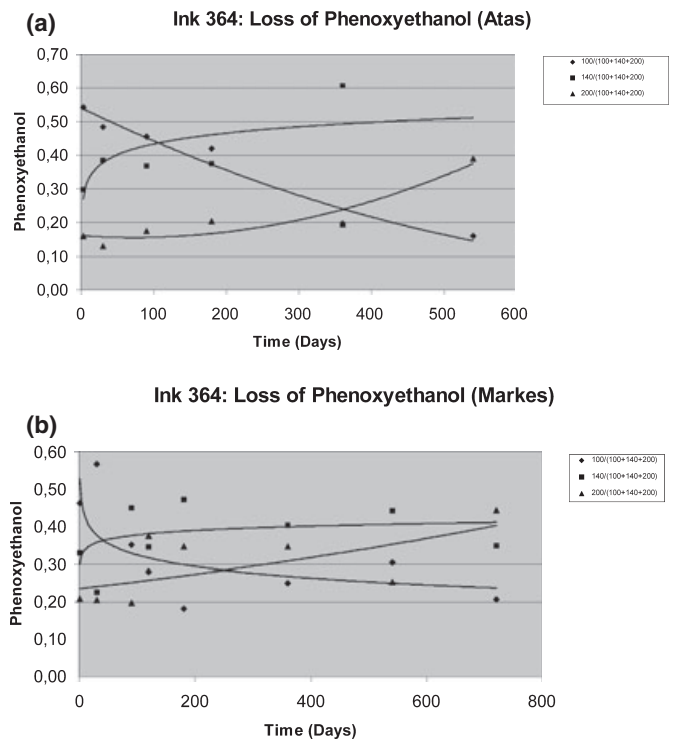 (a)
Ink 364: Loss of Phenoxyethanol (Atas)
0,70
0,60
0,50
0,40
0,30
0,20
0,10
0,00
Phenoxyethanol
0 100 200 300 400 500 600
Time (Days)
100/(100+140+200)
140/(100+140+200)
200/(100+140+200)
Ink 364: Loss of Phenoxyethanol (Markes)
(b)
0,60
0,50
0,40
0,30
0,20
0,10
0,00
Phenoxyethanol
0 200 400 600 800
Time (Days)
100/(100+140+200)
140/(100+140+200)
200/(100+140+200)